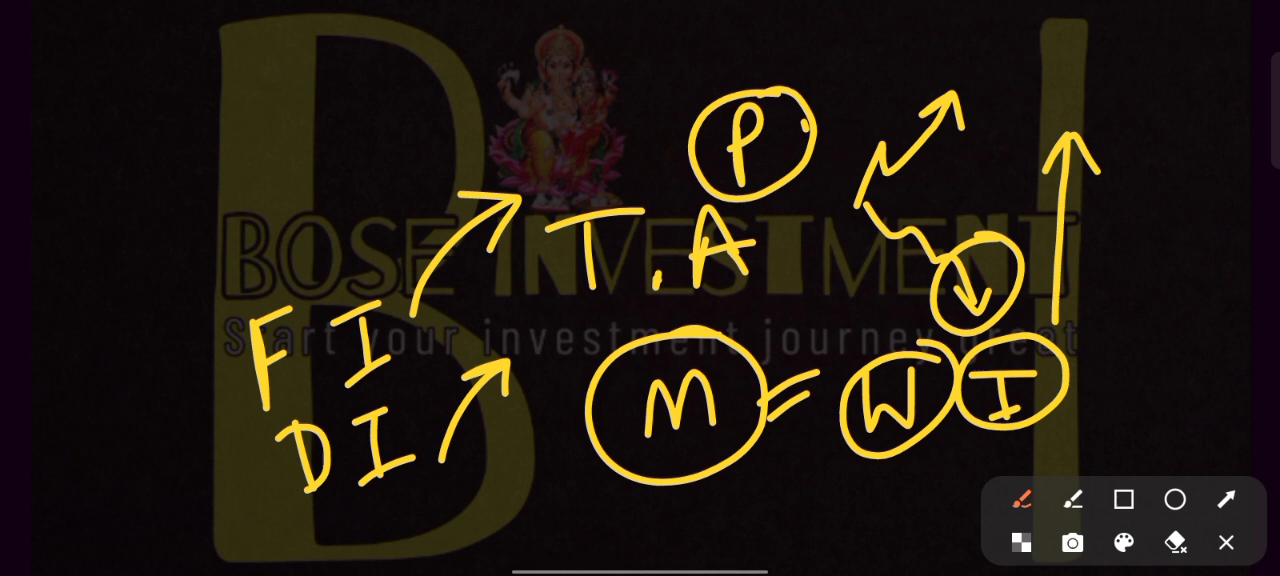 P
T.A
BOSE INVESTMENT
Start your investment journey
F I
M = W I
D I